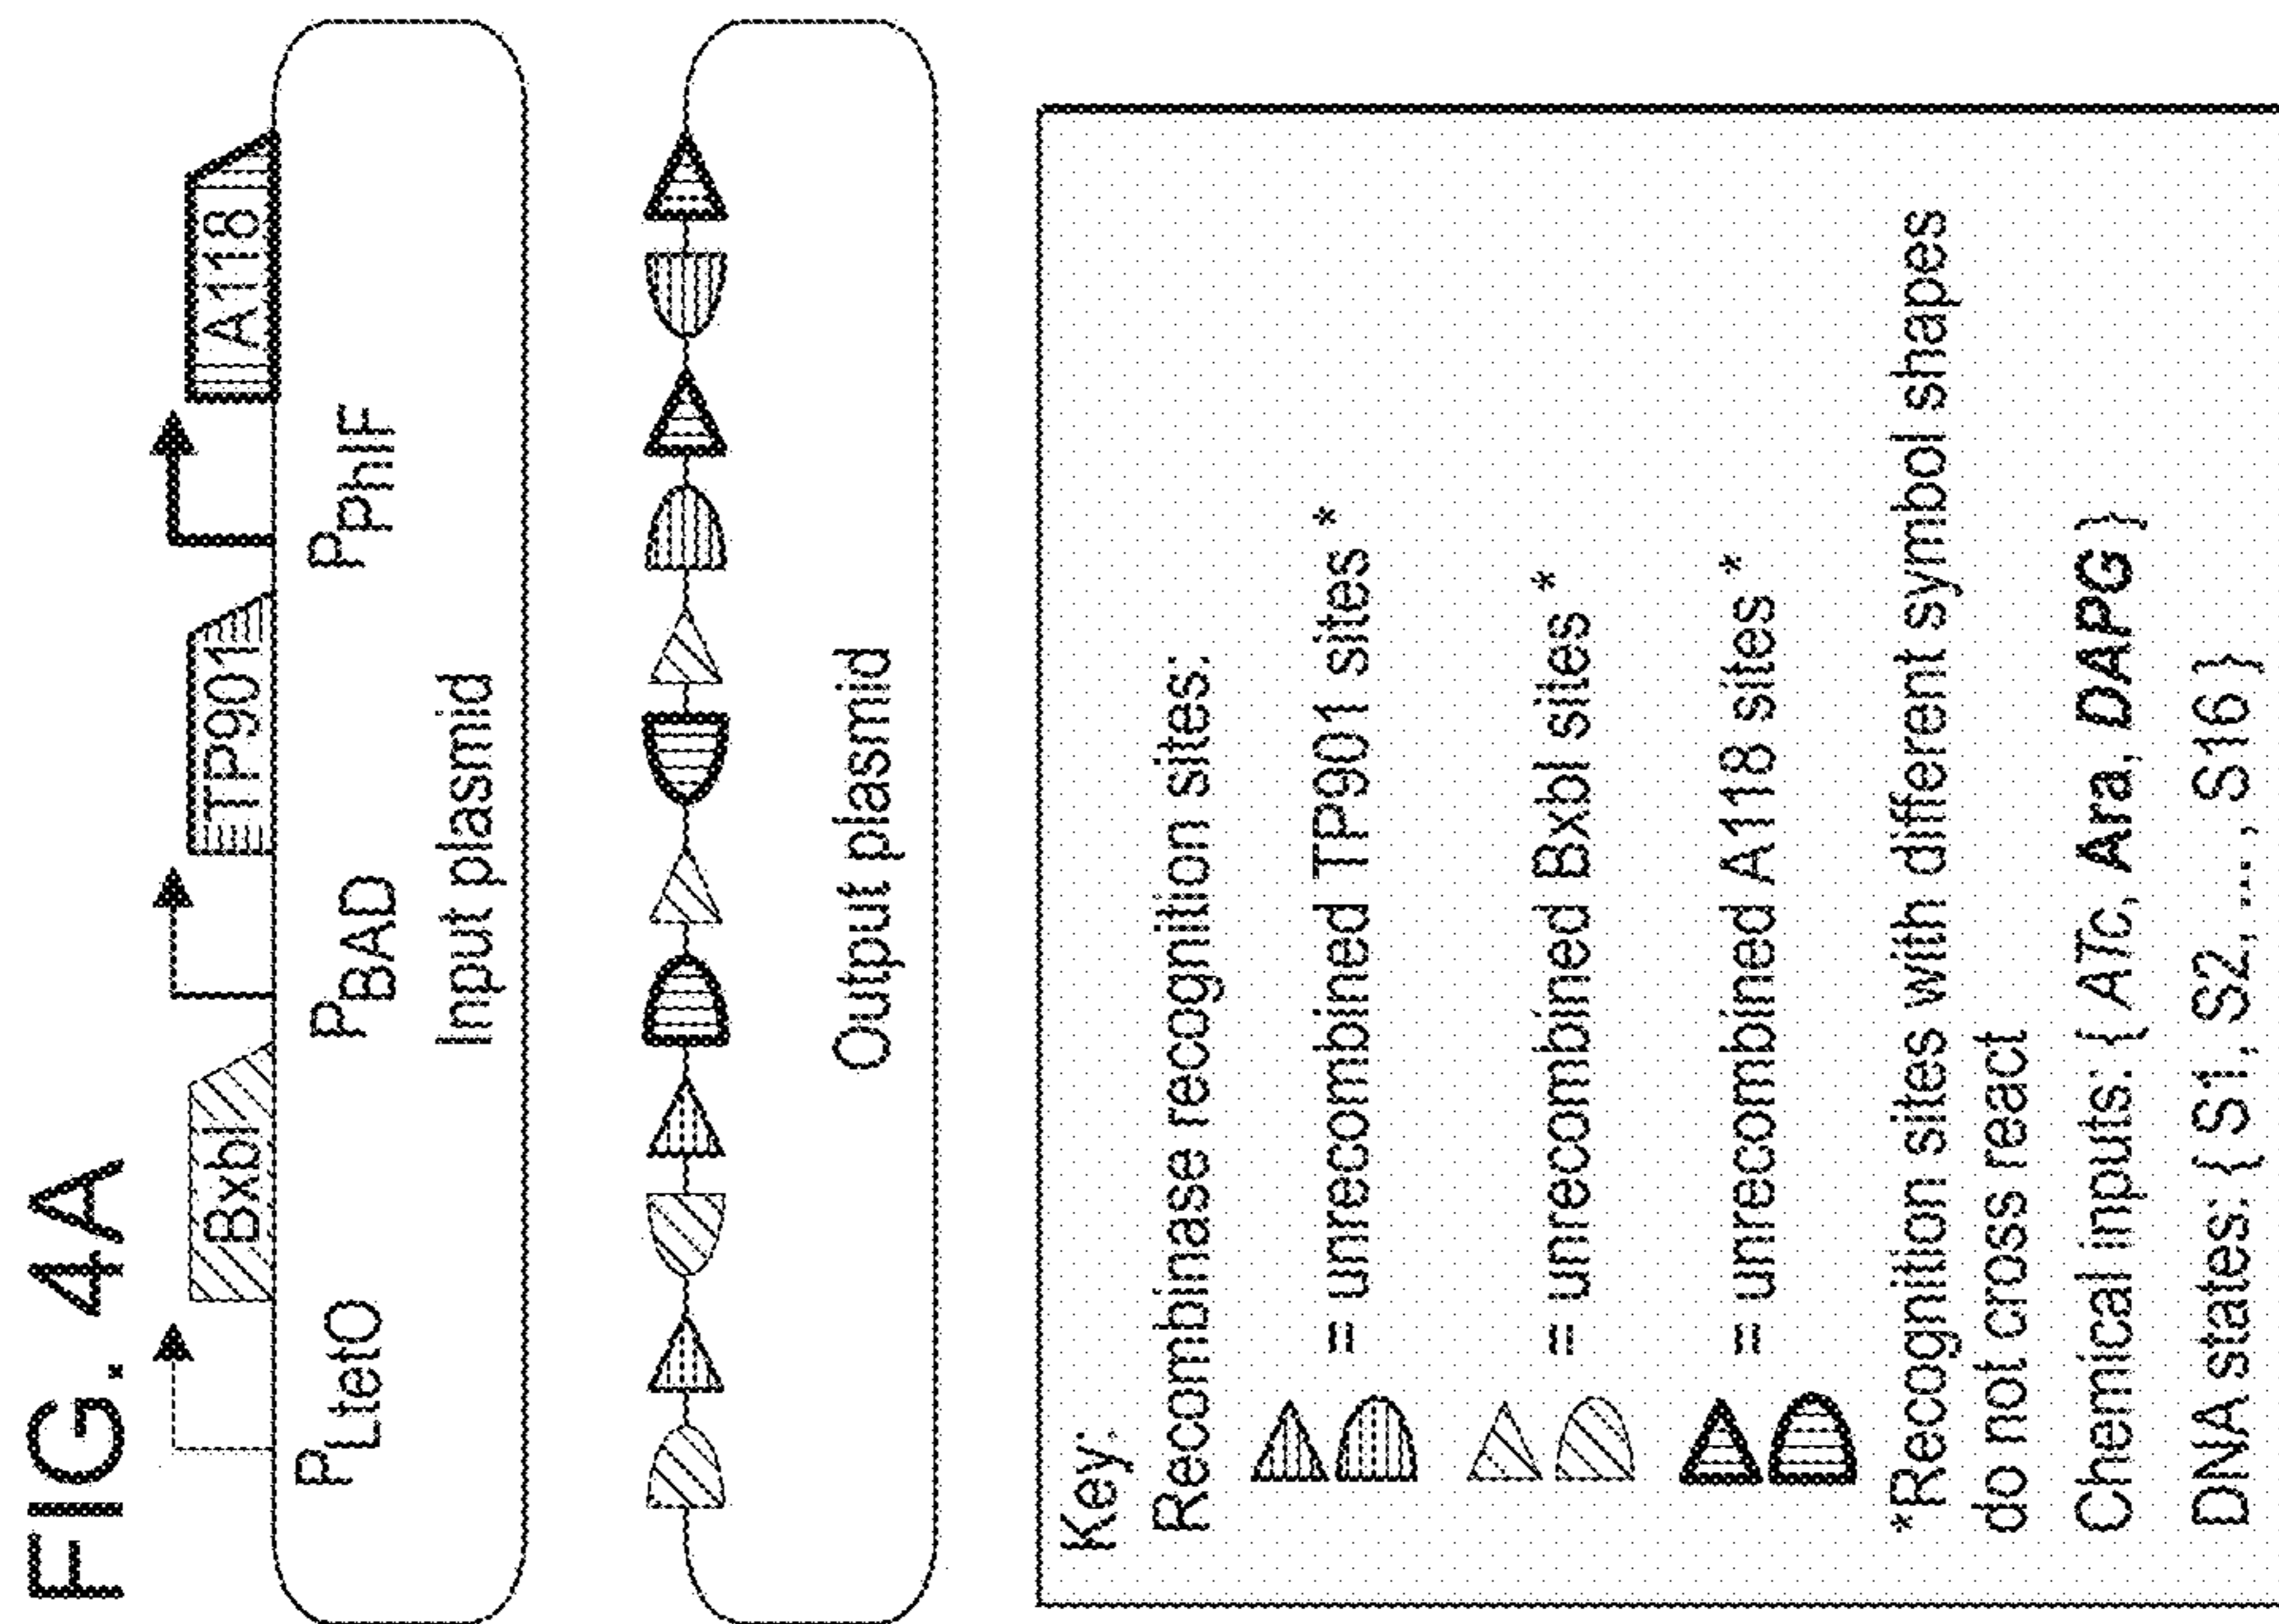 FIG. 4A
BxbI
TP901
A118
PLtetO
PBAD
PPhlF
Input plasmid
Output plasmid
Key:
Recombinase recognition sites:
= unrecombined TP901 sites *
= unrecombined BxbI sites *
= unrecombined A118 sites *
*Recognition sites with different symbol shapes
do not cross react
Chemical inputs: { ATc, Ara, DAPG }
DNA states: { S1, S2, ... , S16 }